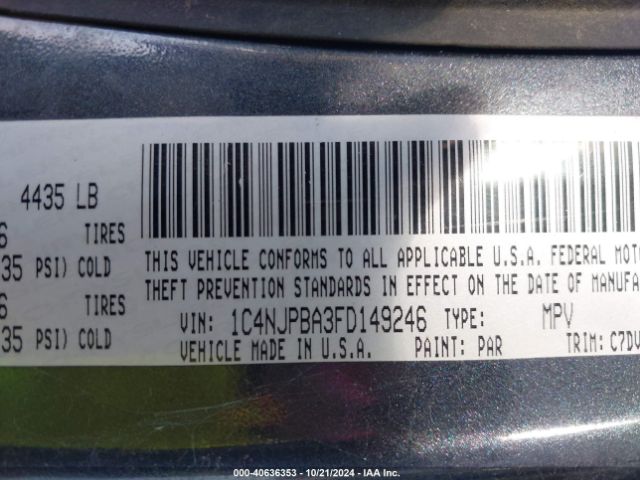 4435 LB
6 TIRES
35 PSI) COLD
6 TIRES
35 PSI) COLD
THIS VEHICLE CONFORMS TO ALL APPLICABLE U.S.A. FEDERAL MOTO
THEFT PREVENTION STANDARDS IN EFFECT ON THE DATE OF MANUFA
VIN: 1C4NJPBA3FD149246 TYPE: MPV
VEHICLE MADE IN U.S.A. PAINT: PAR TRIM: C7DV
000-40636353 - 10/21/2024 - IAA Inc.